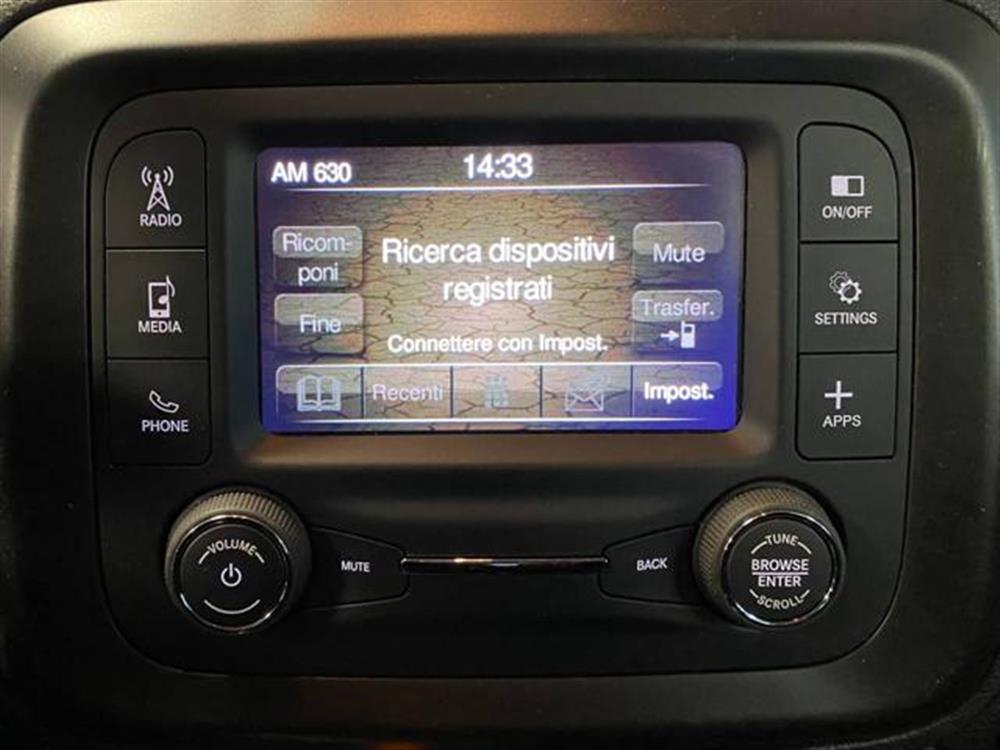 RADIO
MEDIA
PHONE
AM 630
14:33
Ricom-
poni
Ricerca dispositivi
registrati
Mute
Fine
Trasfer.
Connettere con Impost.
Recenti
Impost.
ON/OFF
SETTINGS
APPS
VOLUME
MUTE
BACK
TUNE
BROWSE
ENTER
SCROLL